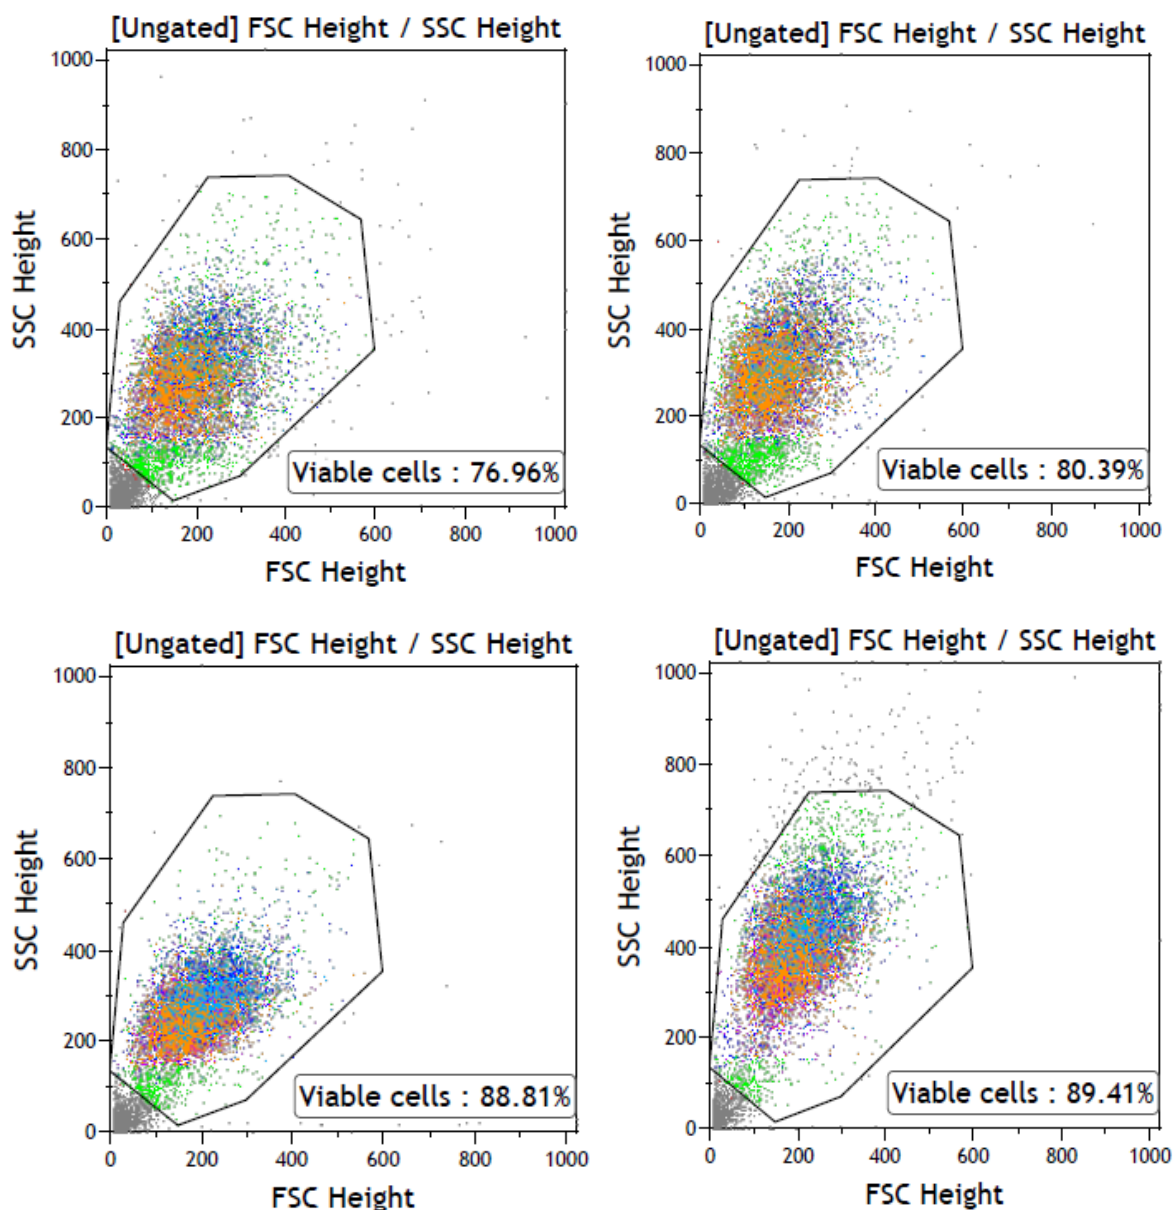 [Ungated] FSC Height / SSC Height
1000
800
600
400
200
0
SSC Height
Viable cells : 76.96%
0 200 400 600 800 1000
FSC Height
[Ungated] FSC Height / SSC Height
1000
800
600
400
200
0
SSC Height
Viable cells : 80.39%
0 200 400 600 800 1000
FSC Height
[Ungated] FSC Height / SSC Height
1000
800
600
400
200
0
SSC Height
Viable cells : 88.81%
0 200 400 600 800 1000
FSC Height
[Ungated] FSC Height / SSC Height
1000
800
600
400
200
0
SSC Height
Viable cells : 89.41%
0 200 400 600 800 1000
FSC Height